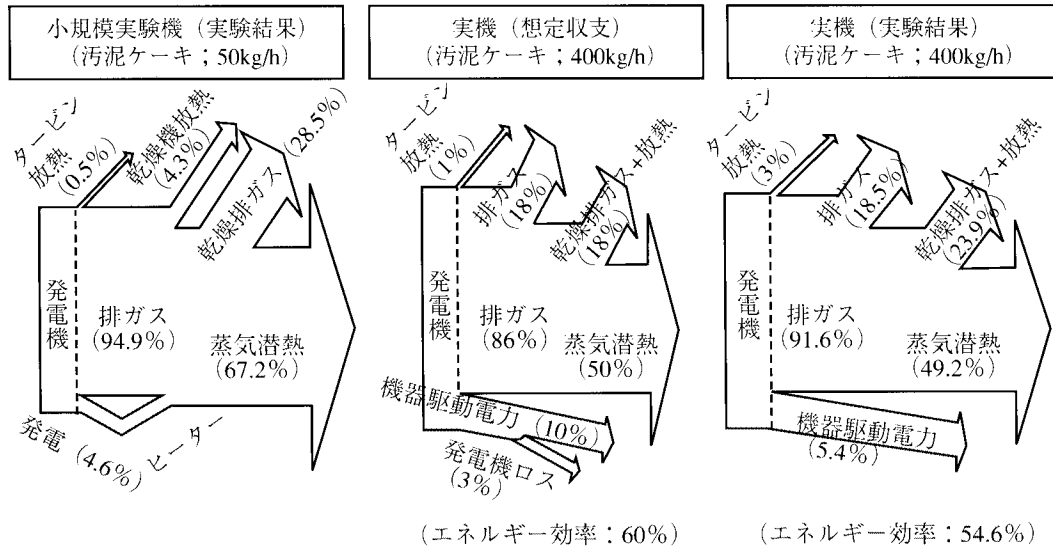 小規模実験機（実験結果）
（汚泥ケーキ；50kg/h）
タービン
放熱
（0.5%）
乾燥機放熱
（4.3%）
（28.5%）
乾燥排ガス
発電機
排ガス
（94.9%）
蒸気潜熱
（67.2%）
発電（4.6%）ヒーター
実機（想定収支）
（汚泥ケーキ；400kg/h）
タービン
放熱
（1%）
排ガス
（18%）
乾燥排ガス+放熱
（18%）
発電機
排ガス
（86%）
蒸気潜熱
（50%）
機器駆動電力（10%）
発電機ロス
（3%）
（エネルギー効率：60%）
実機（実験結果）
（汚泥ケーキ；400kg/h）
タービン
放熱
（3%）
排ガス
（18.5%）
乾燥排ガス+放熱
（23.9%）
発電機
排ガス
（91.6%）
蒸気潜熱
（49.2%）
機器駆動電力
（5.4%）
（エネルギー効率：54.6%）